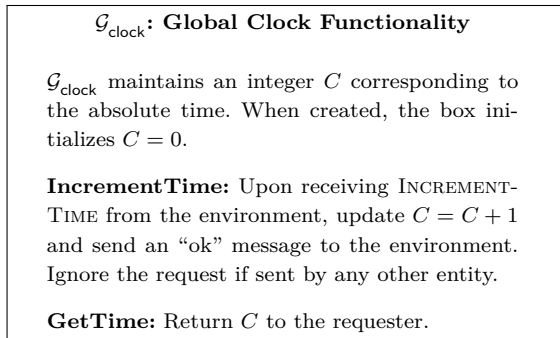 𝒢clock: Global Clock Functionality
𝒢clock maintains an integer C corresponding to
the absolute time. When created, the box ini-
tializes C = 0.
IncrementTime: Upon receiving INCREMENT-
TIME from the environment, update C = C + 1
and send an “ok” message to the environment.
Ignore the request if sent by any other entity.
GetTime: Return C to the requester.